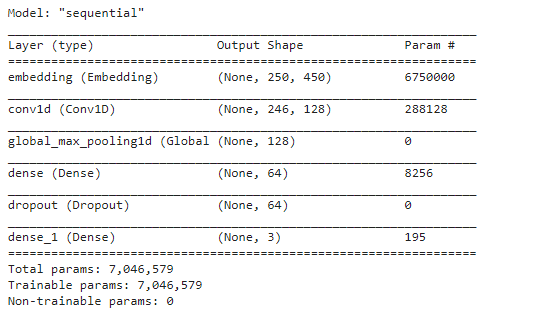 Model: "sequential"
Layer (type) Output Shape Param #
embedding (Embedding) (None, 250, 450) 6750000
conv1d (Conv1D) (None, 246, 128) 288128
global_max_pooling1d (Global (None, 128) 0
dense (Dense) (None, 64) 8256
dropout (Dropout) (None, 64) 0
dense_1 (Dense) (None, 3) 195
Total params: 7,046,579
Trainable params: 7,046,579
Non-trainable params: 0